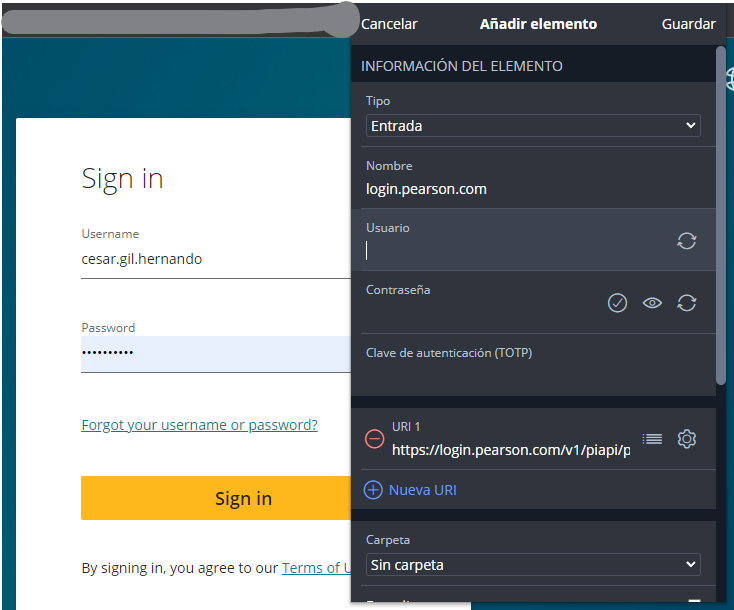 Sign in
Username
cesar.gil.hernando
Password
••••••••••
Forgot your username or password?
Sign in
By signing in, you agree to our Terms of U
Cancelar Añadir elemento Guardar
INFORMACIÓN DEL ELEMENTO
Tipo
Entrada
Nombre
login.pearson.com
Usuario
Contraseña
Clave de autenticación (TOTP)
URI 1
https://login.pearson.com/v1/piapi/p
Nueva URI
Carpeta
Sin carpeta